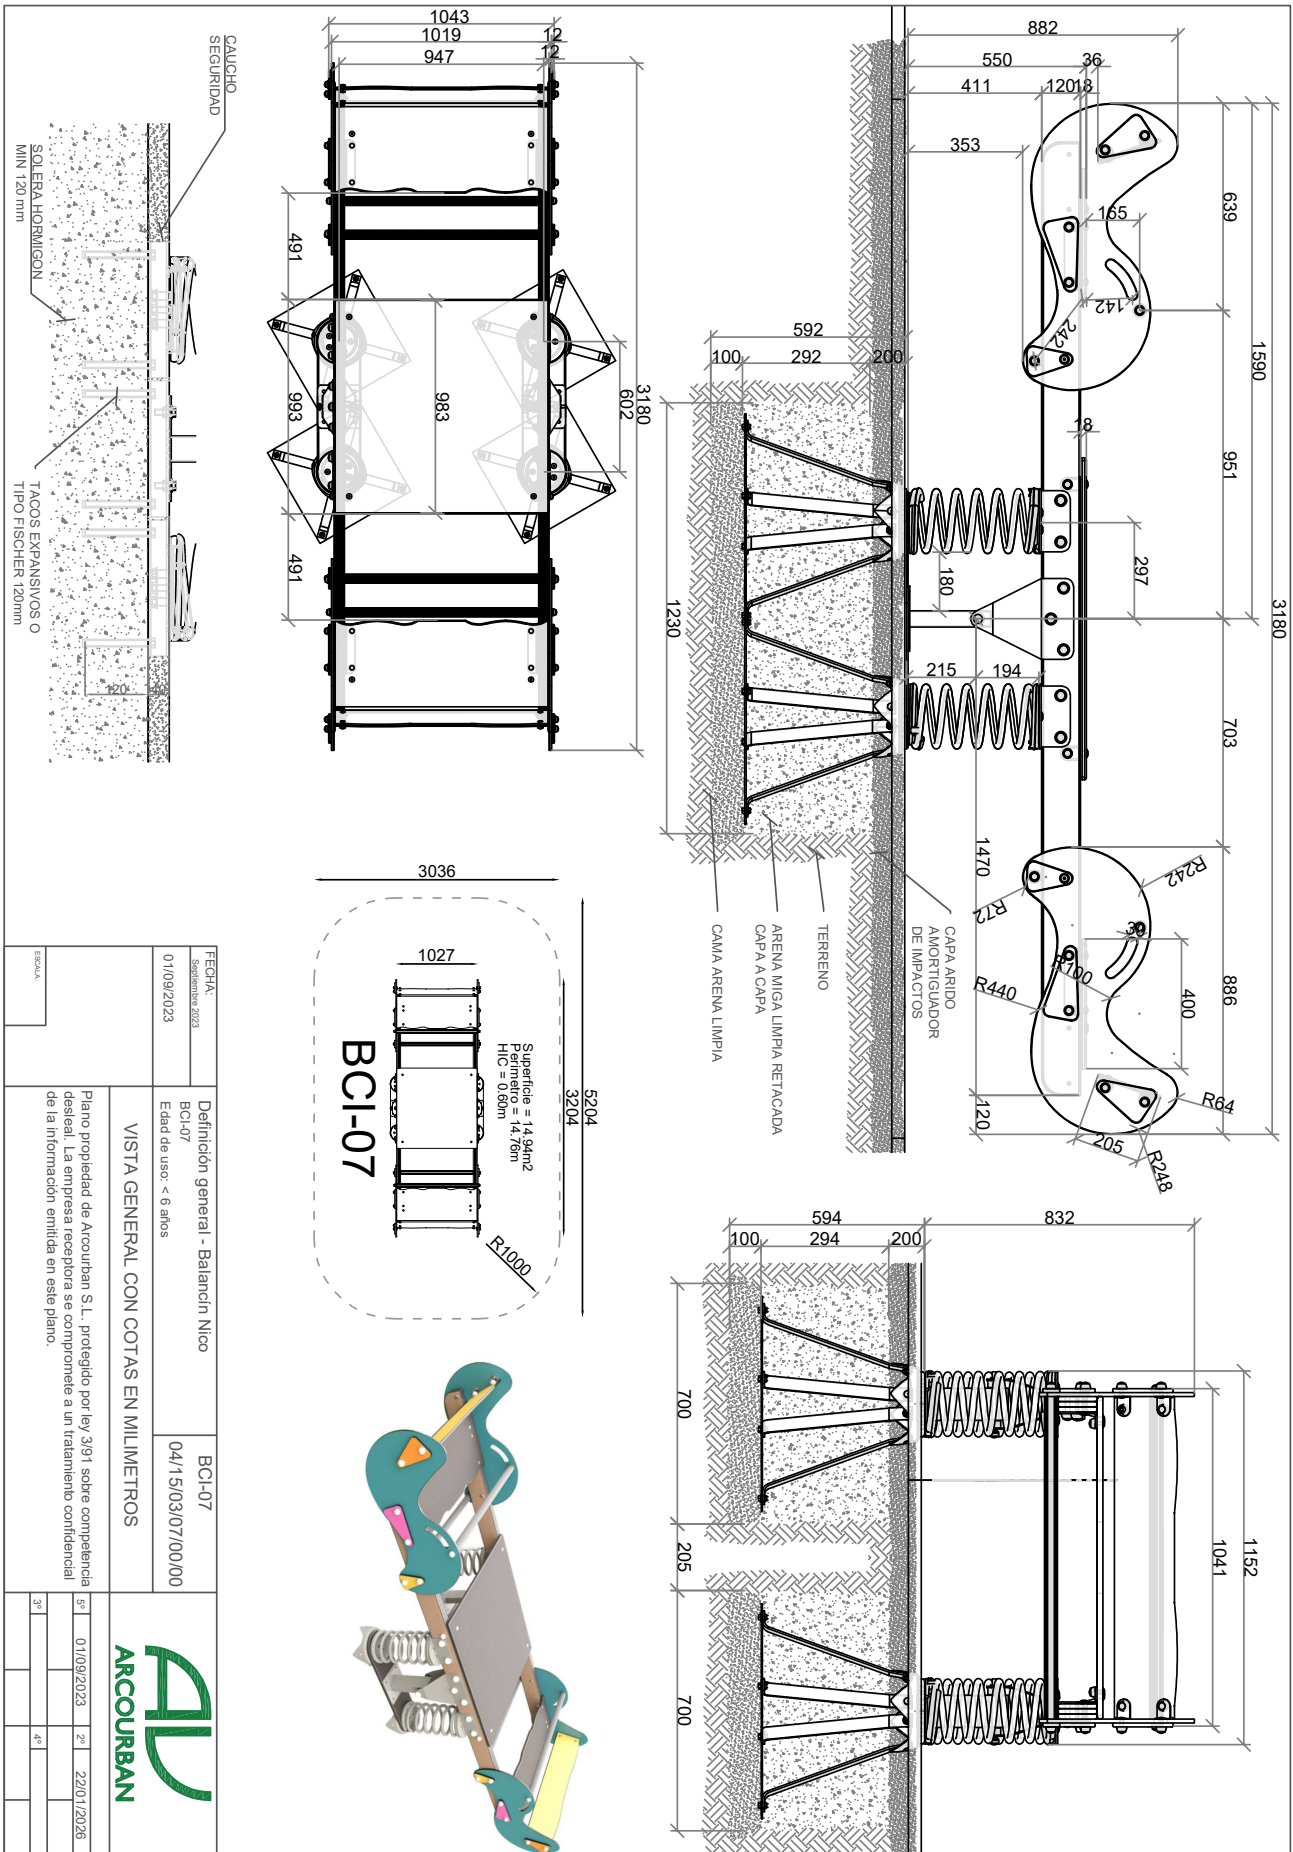 3180
1590
639
951
703
886
882
550
36
411
120
18
353
165
142
242
18
297
180
215
194
1470
R242
R72
39
R100
R440
400
R64
120
205
R248
592
100
292
200
1230
CAPA ARIDO
AMORTIGUADOR
DE IMPACTOS
TERRENO
ARENA MIGA LIMPIA RETACADA
CAPA A CAPA
CAMA ARENA LIMPIA
832
594
100
294
200
1152
1041
700
205
700
1043
1019
12
12
947
3180
602
491
993
983
491
CAUCHO
SEGURIDAD
SOLERA HORMIGON
MIN 120 mm
TACOS EXPANSIVOS O
TIPO FISCHER 120mm
120
3036
5204
3204
1027
Superficie = 14.94m2
Perimetro = 14.76m
HIC = 0.60m
R1000
BCI-07
FECHA:
Septiembre 2023
01/09/2023
Definición general - Balancín Nico
BCI-07
Edad de uso: < 6 años
BCI-07
04/15/03/07/00/00
VISTA GENERAL CON COTAS EN MILIMETROS
ESCALA:
Plano propiedad de Arcourban S.L. protegido por ley 3/91 sobre competencia
desleal. La empresa receptora se compromete a un tratamiento confidencial
de la información emitida en este plano.
ARCOURBAN
5º 01/09/2023 2º 22/01/2026
3º 4º